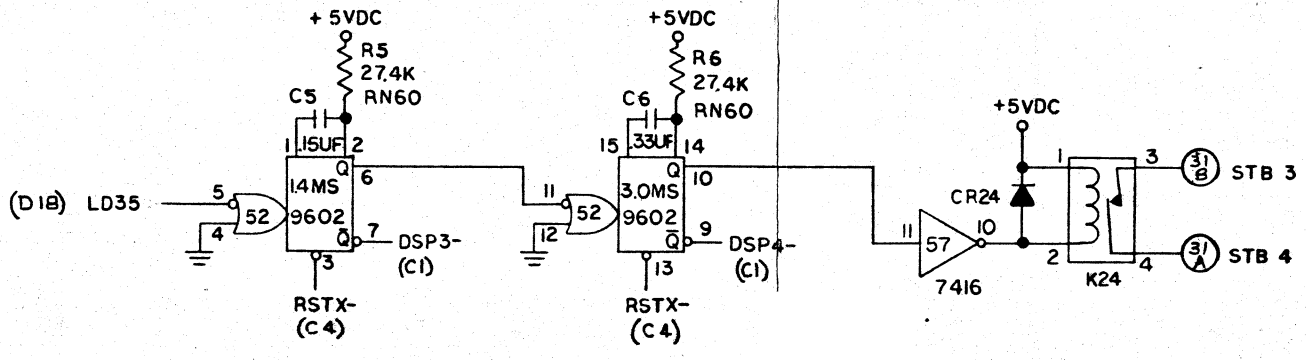 +5VDC
R5
27.4K
RN60
C5
.15UF
1
2
Q
6
1.4MS
9602
Q̄
7
3
5
4
52
(D18) LD35
DSP3-
(C1)
RSTX-
(C4)
+5VDC
R6
27.4K
RN60
C6
.33UF
15
14
Q
10
3.0MS
9602
Q̄
9
13
11
12
52
DSP4-
(C1)
RSTX-
(C4)
11
57
10
7416
+5VDC
CR24
1
2
3
4
K24
31
B
STB 3
31
A
STB 4